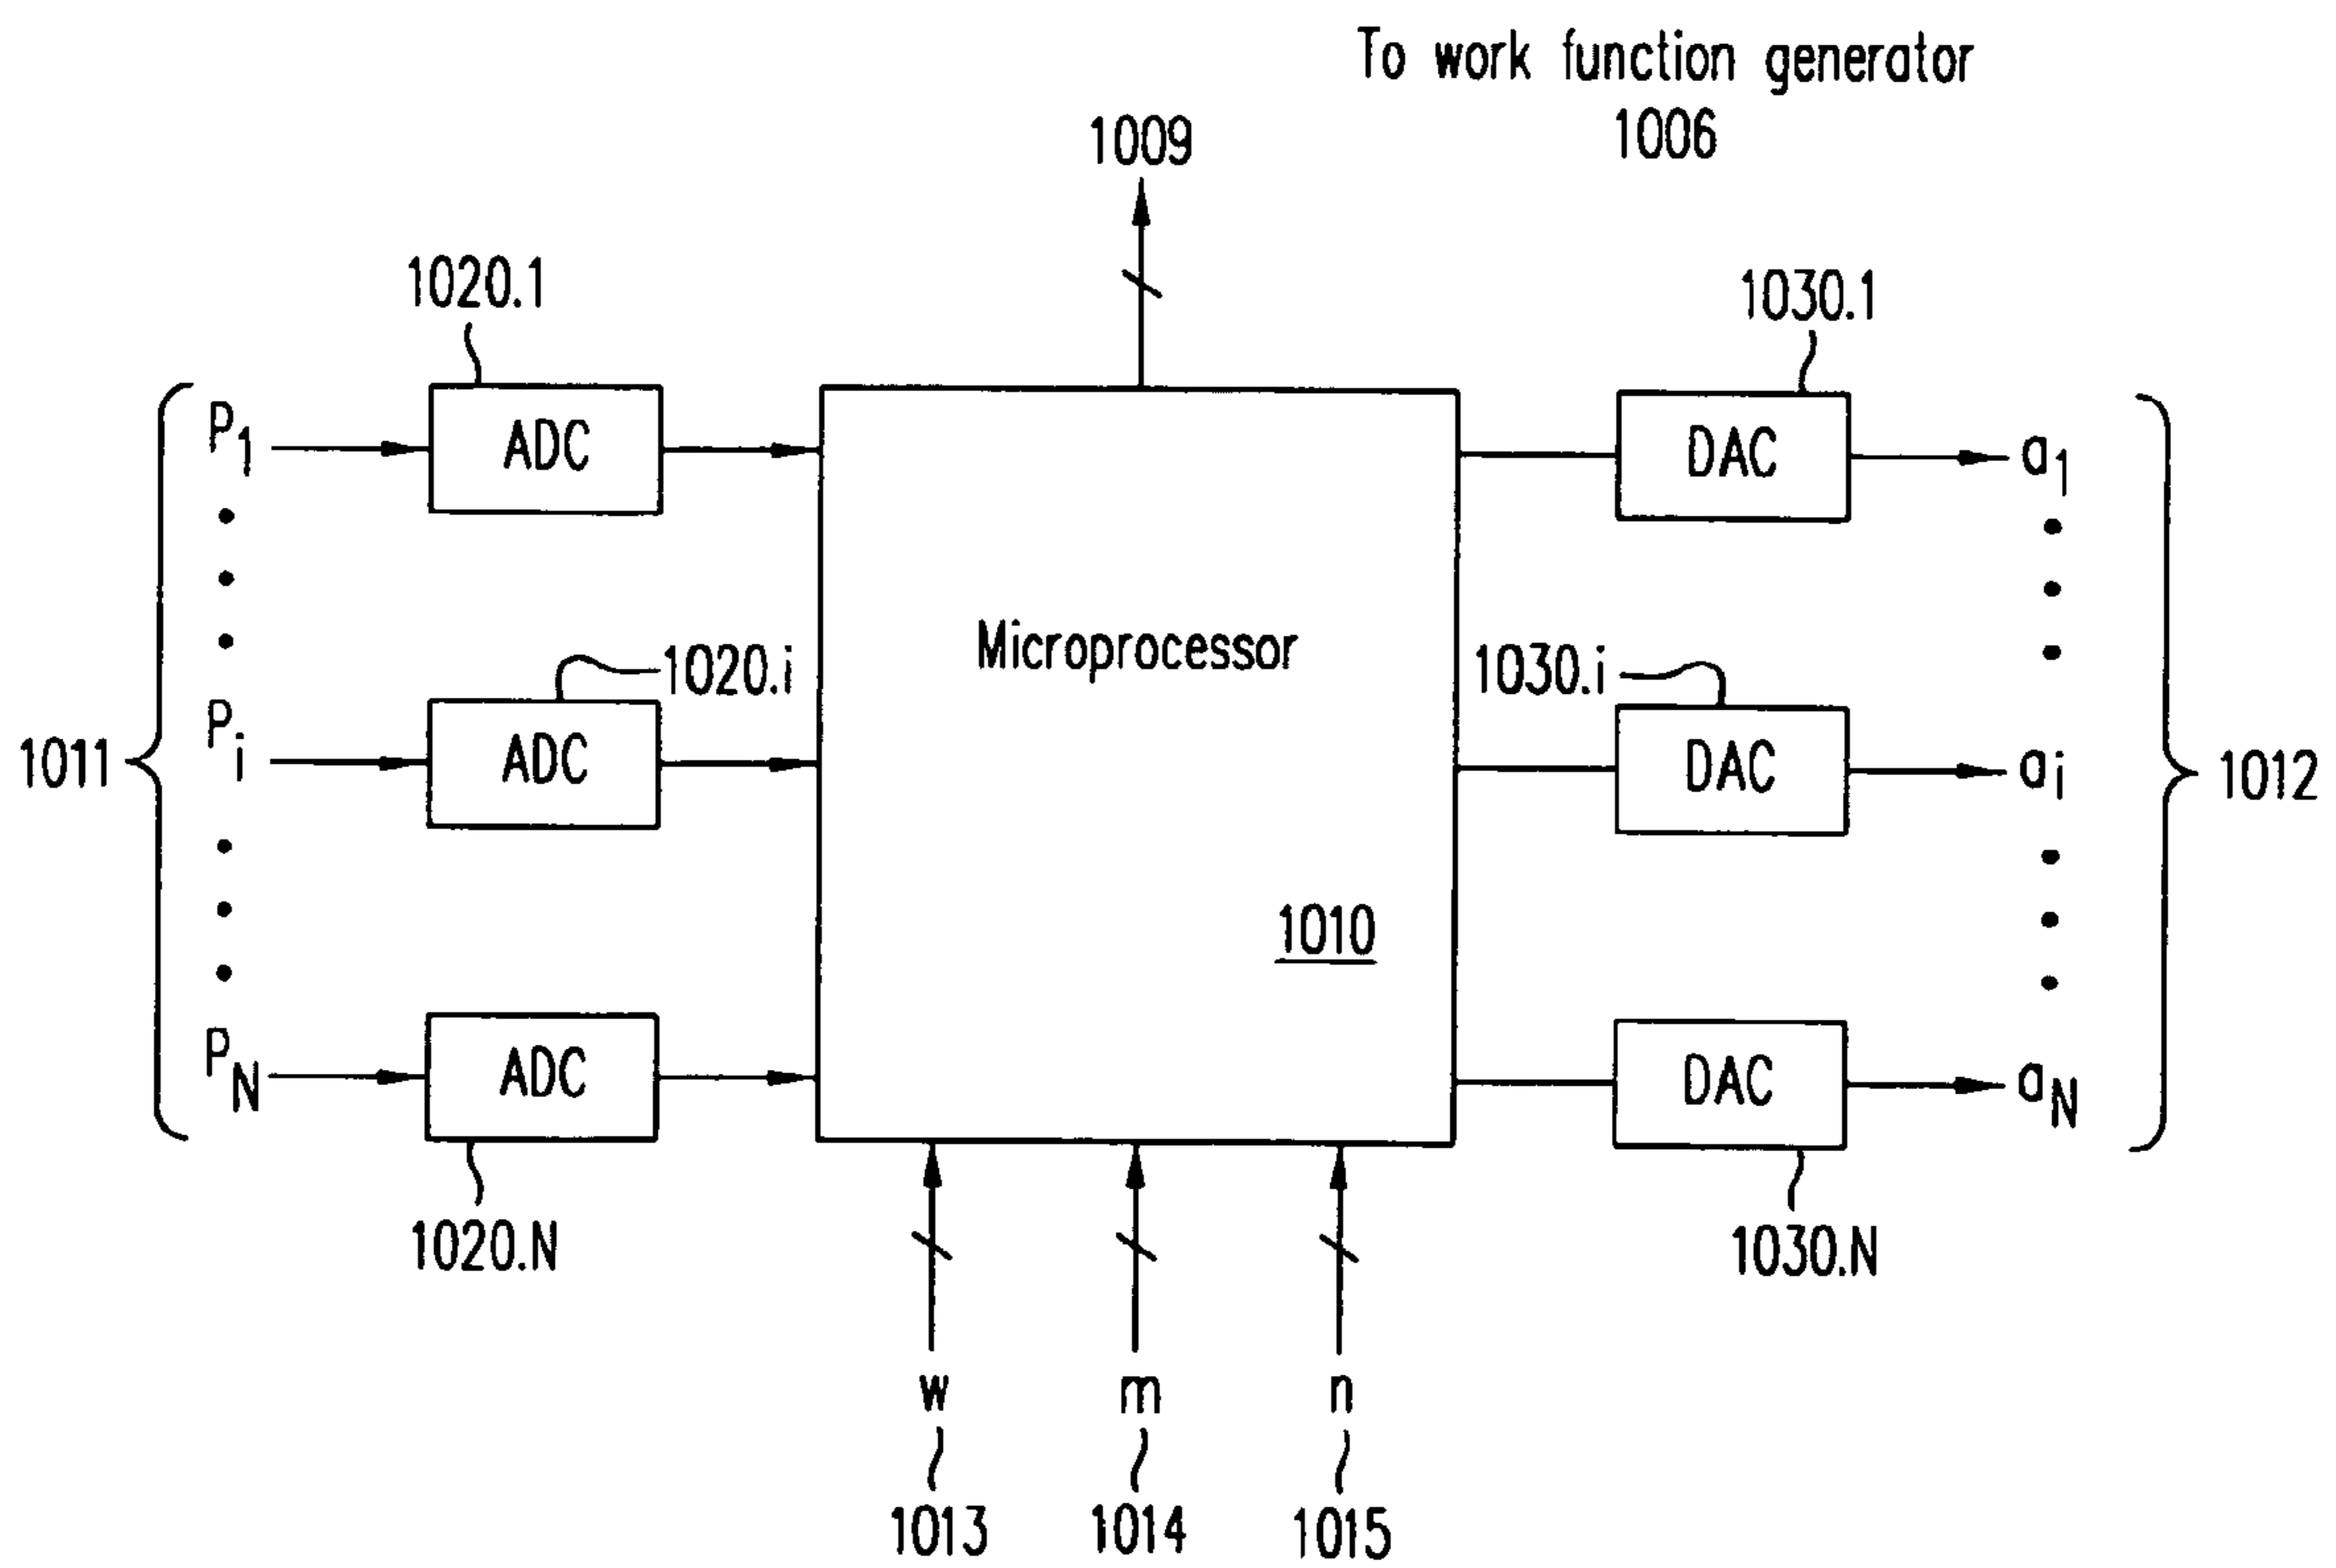 To work function generator
1006
1009
1020.1
1030.1
P1
ADC
DAC
a1
Microprocessor
1020.i
1030.i
Pi
ADC
DAC
ai
1011
1012
1010
PN
ADC
DAC
aN
1020.N
1030.N
w
m
n
1013
1014
1015